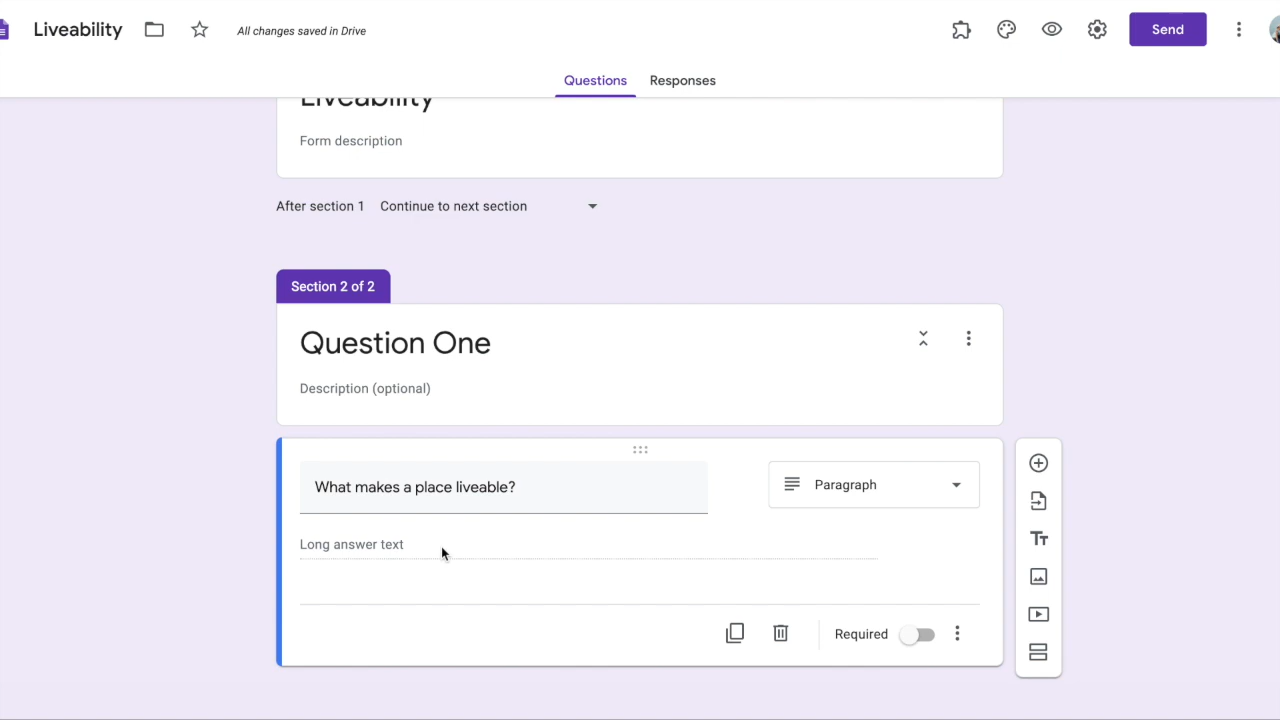 Liveability
All changes saved in Drive
Send
Questions
Responses
Liveability
Form description
After section 1
Continue to next section
Section 2 of 2
Question One
Description (optional)
What makes a place liveable?
Paragraph
Long answer text
Required
Tт